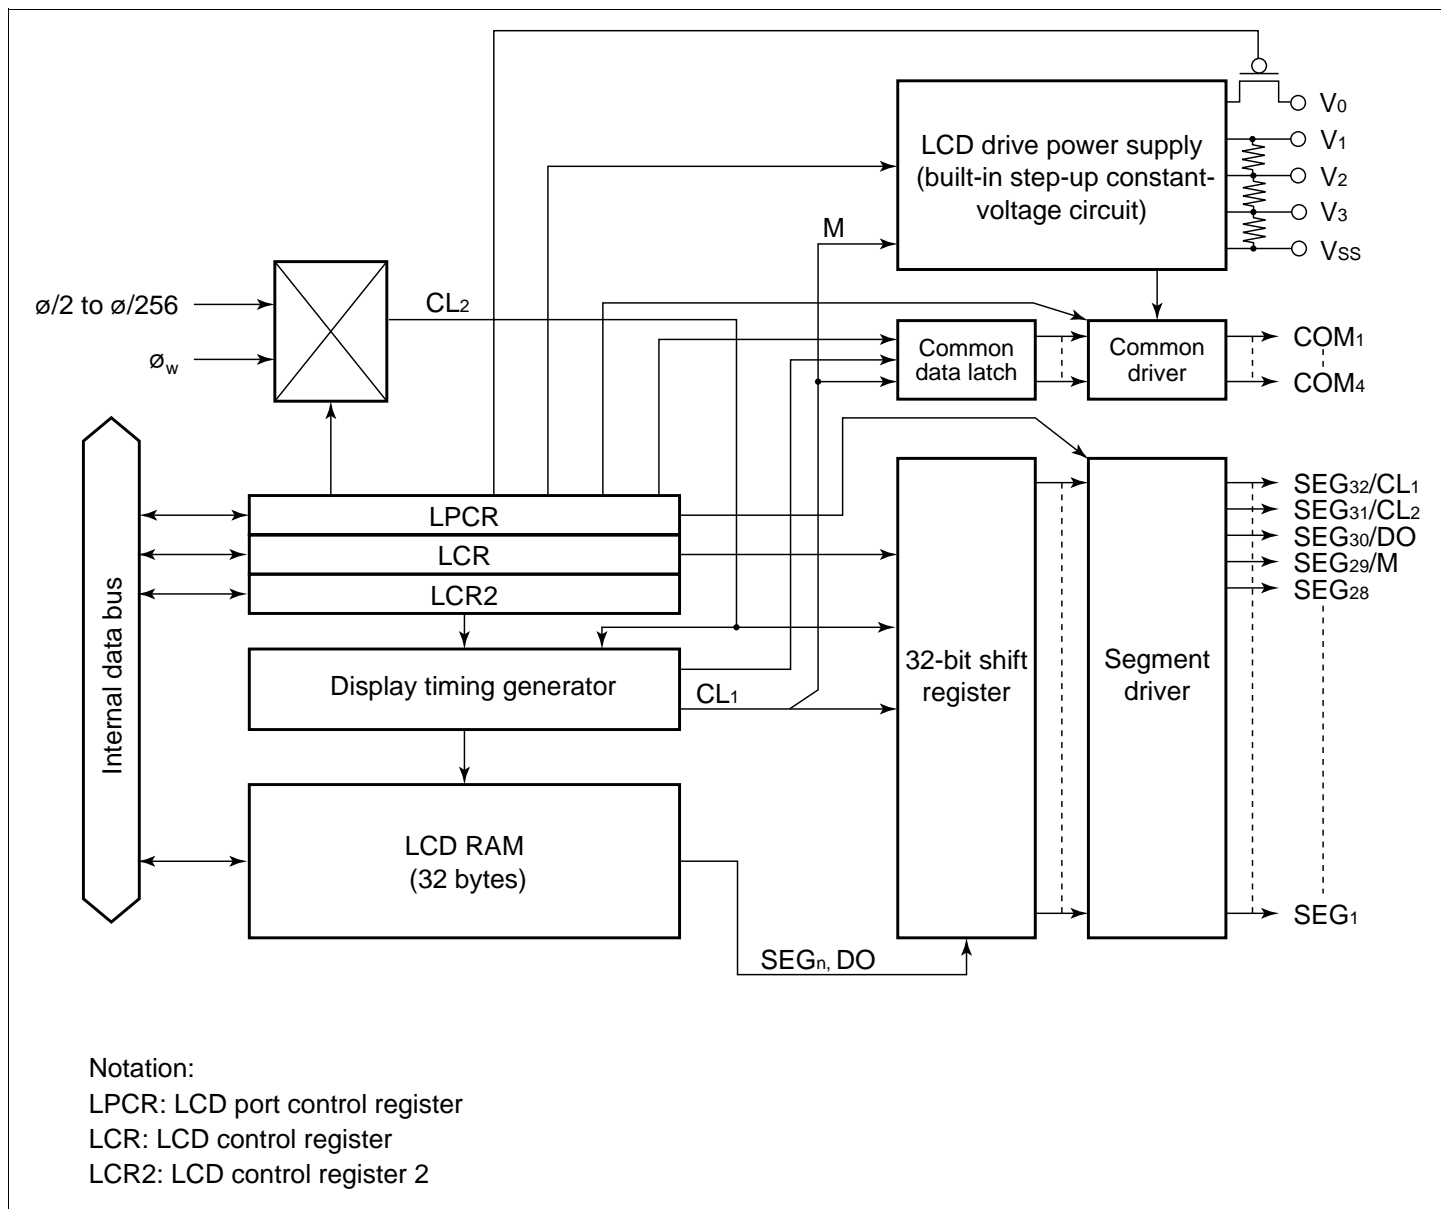 V0
V1
V2
V3
VSS
LCD drive power supply
(built-in step-up constant-
voltage circuit)
M
ø/2 to ø/256
øw
CL2
Common
data latch
Common
driver
COM1
COM4
Internal data bus
LPCR
LCR
LCR2
Display timing generator
CL1
LCD RAM
(32 bytes)
SEGn, DO
32-bit shift
register
Segment
driver
SEG32/CL1
SEG31/CL2
SEG30/DO
SEG29/M
SEG28
SEG1
Notation:
LPCR: LCD port control register
LCR: LCD control register
LCR2: LCD control register 2